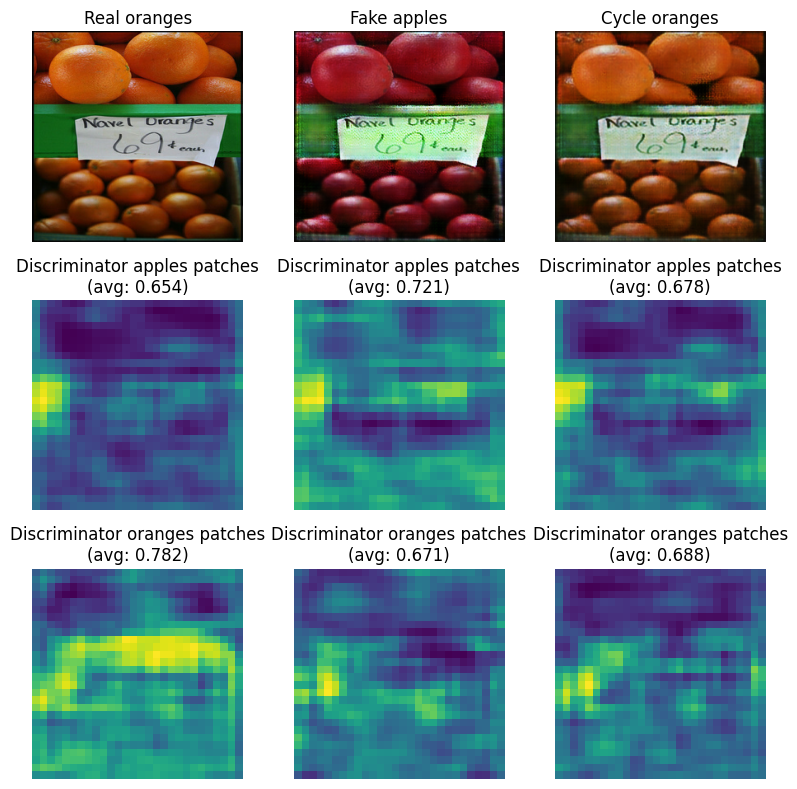 Real oranges
Fake apples
Cycle oranges
Navel Oranges
69¢ each
Navel Oranges
69¢ each
Navel Oranges
69¢ each
Discriminator apples patches
(avg: 0.654)
Discriminator apples patches
(avg: 0.721)
Discriminator apples patches
(avg: 0.678)
Discriminator oranges patches
(avg: 0.782)
Discriminator oranges patches
(avg: 0.671)
Discriminator oranges patches
(avg: 0.688)